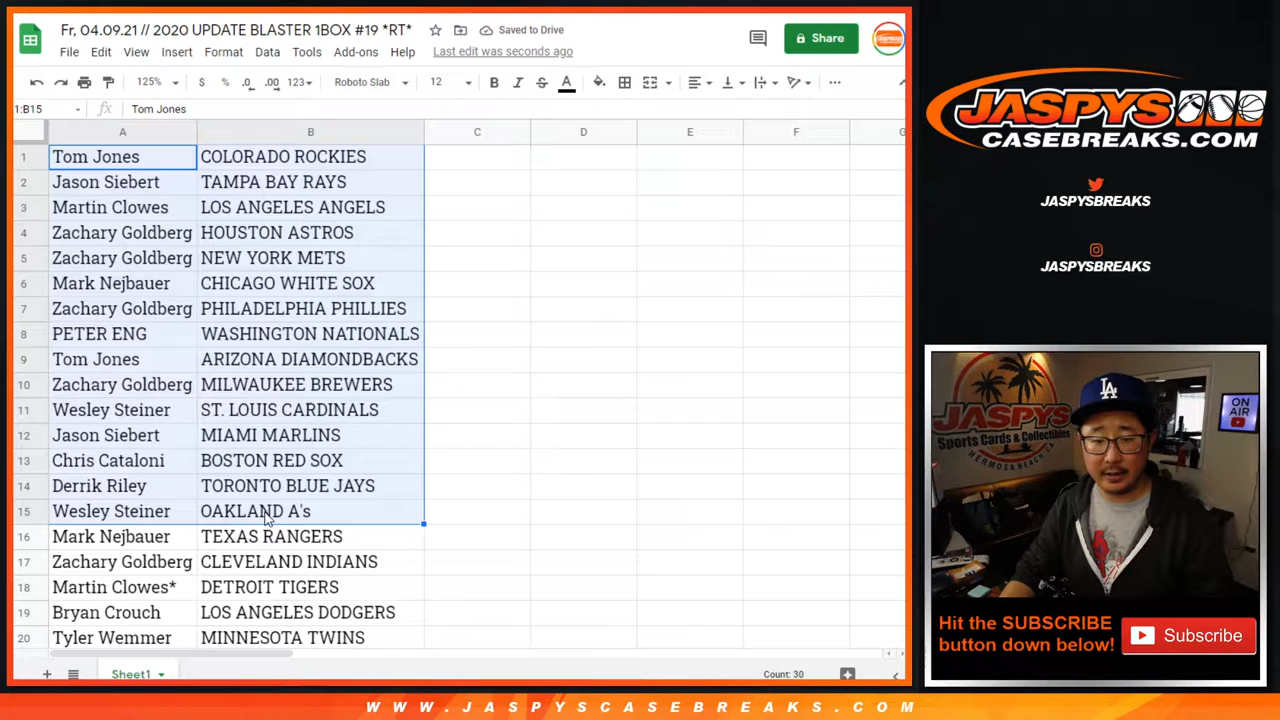 Fr, 04.09.21 // 2020 UPDATE BLASTER 1BOX #19 *RT*
Saved to Drive
Share
File Edit View Insert Format Data Tools Add-ons Help Last edit was seconds ago
125% $ % .0 .00 123 Roboto Slab 12 B I S A
1:B15 fx Tom Jones
A B C D E F G
1 Tom Jones COLORADO ROCKIES
2 Jason Siebert TAMPA BAY RAYS
3 Martin Clowes LOS ANGELES ANGELS
4 Zachary Goldberg HOUSTON ASTROS
5 Zachary Goldberg NEW YORK METS
6 Mark Nejbauer CHICAGO WHITE SOX
7 Zachary Goldberg PHILADELPHIA PHILLIES
8 PETER ENG WASHINGTON NATIONALS
9 Tom Jones ARIZONA DIAMONDBACKS
10 Zachary Goldberg MILWAUKEE BREWERS
11 Wesley Steiner ST. LOUIS CARDINALS
12 Jason Siebert MIAMI MARLINS
13 Chris Cataloni BOSTON RED SOX
14 Derrik Riley TORONTO BLUE JAYS
15 Wesley Steiner OAKLAND A's
16 Mark Nejbauer TEXAS RANGERS
17 Zachary Goldberg CLEVELAND INDIANS
18 Martin Clowes* DETROIT TIGERS
19 Bryan Crouch LOS ANGELES DODGERS
20 Tyler Wemmer MINNESOTA TWINS
Sheet1
Count: 30
JASPYS
CASEBREAKS.COM
JASPYSBREAKS
JASPYSBREAKS
JASPYS
Sports Cards & Collectibles
HERMOSA BEACH
LA
ON
AIR
Hit the SUBSCRIBE
button down below!
Subscribe
WWW.JASPYSCASEBREAKS.COM